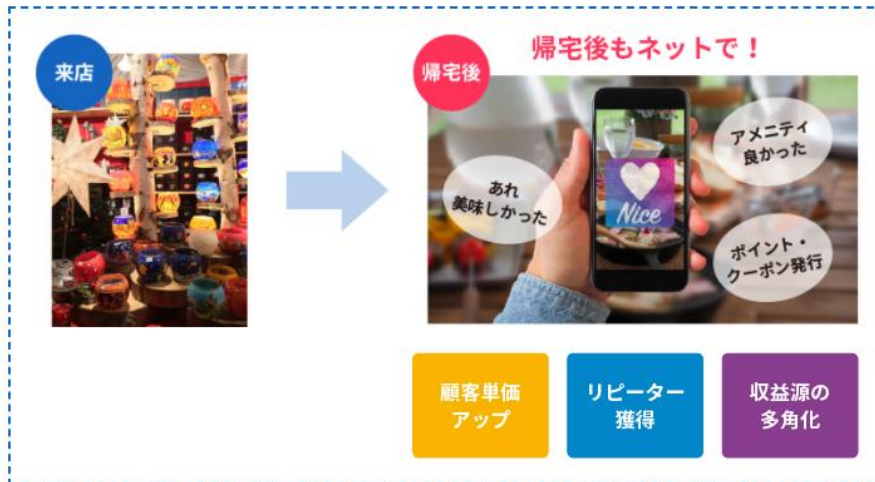 来店
帰宅後
帰宅後もネットで！
あれ
美味しかった
Nice
アメニティ
良かった
ポイント・
クーポン発行
顧客単価
アップ
リピーター
獲得
収益源の
多角化